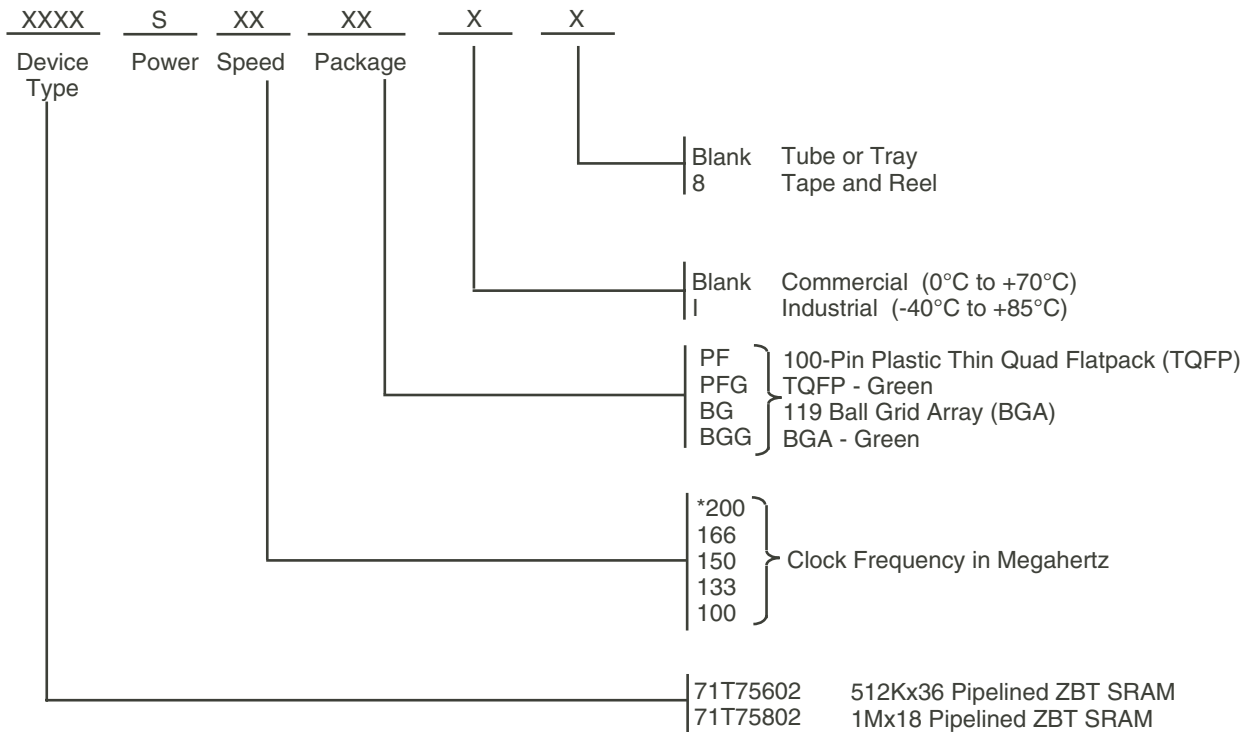 XXXX S XX XX X X
Device Type Power Speed Package
Blank Tube or Tray
8 Tape and Reel
Blank Commercial (0°C to +70°C)
I Industrial (-40°C to +85°C)
PF 100-Pin Plastic Thin Quad Flatpack (TQFP)
PFG TQFP - Green
BG 119 Ball Grid Array (BGA)
BGG BGA - Green
*200
166
150 Clock Frequency in Megahertz
133
100
71T75602 512Kx36 Pipelined ZBT SRAM
71T75802 1Mx18 Pipelined ZBT SRAM